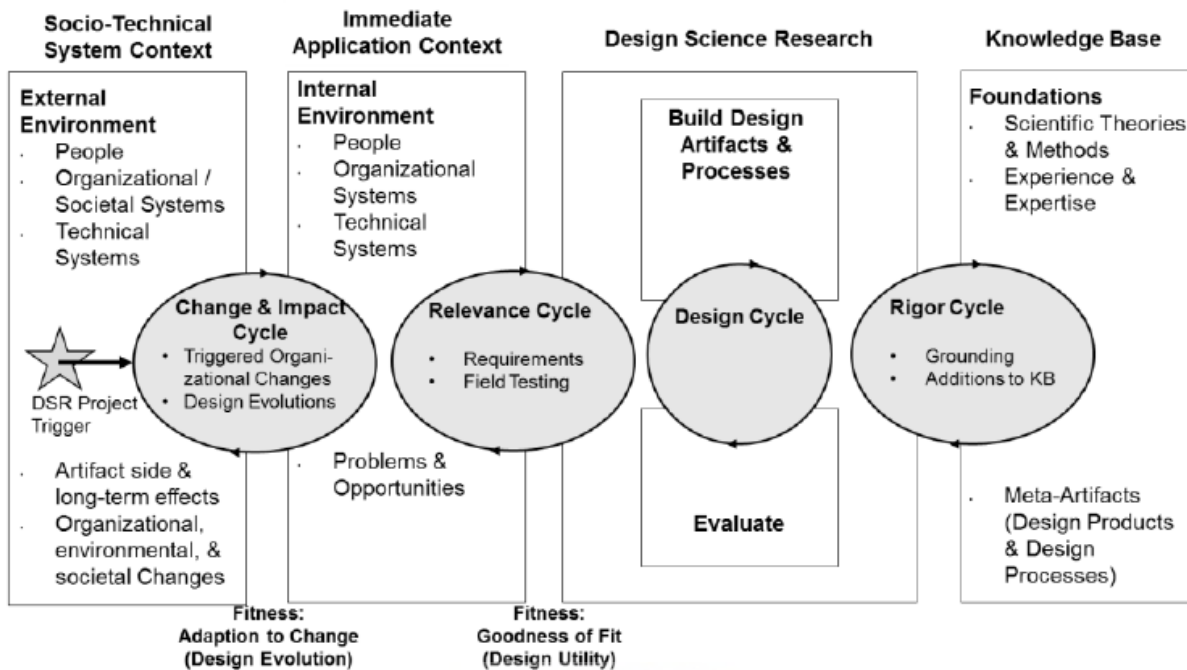 Socio-Technical
System Context
Immediate
Application Context
Design Science Research
Knowledge Base
External
Environment
. People
. Organizational /
Societal Systems
. Technical
Systems
DSR Project
Trigger
. Artifact side &
long-term effects
. Organizational,
environmental, &
societal Changes
Change & Impact
Cycle
• Triggered Organi-
zational Changes
• Design Evolutions
Internal
Environment
. People
. Organizational
Systems
. Technical
Systems
. Problems &
Opportunities
Relevance Cycle
• Requirements
• Field Testing
Build Design
Artifacts &
Processes
Design Cycle
Evaluate
Rigor Cycle
• Grounding
• Additions to KB
Foundations
. Scientific Theories
& Methods
. Experience &
Expertise
. Meta-Artifacts
(Design Products
& Design
Processes)
Fitness:
Adaption to Change
(Design Evolution)
Fitness:
Goodness of Fit
(Design Utility)